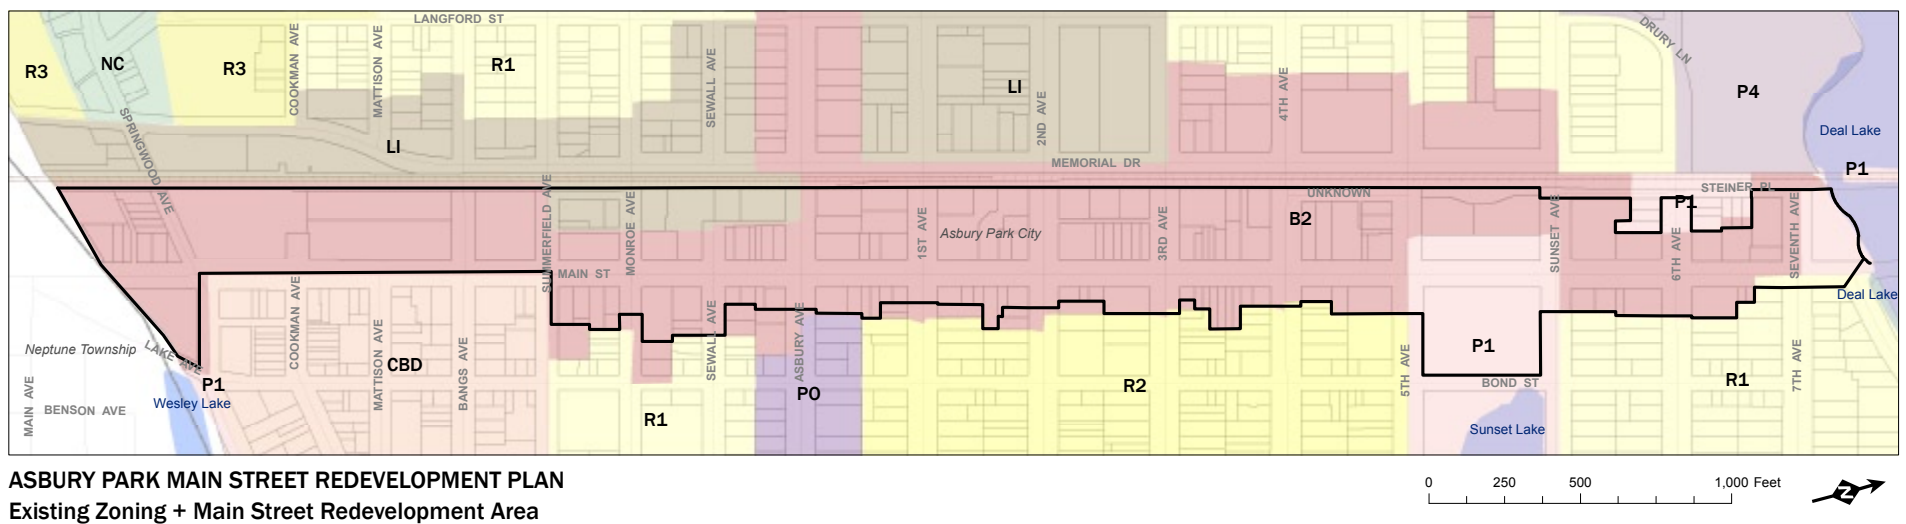 LANGFORD ST
R3
NC
R3
COOKMAN AVE
MATTISON AVE
R1
SEWALL AVE
LI
2ND AVE
4TH AVE
DRURY LN
P4
Deal Lake
SPRINGWOOD AVE
LI
MEMORIAL DR
P1
UNKNOWN
STEINER PL
P1
SUMMERFIELD AVE
MONROE AVE
1ST AVE
Asbury Park City
3RD AVE
B2
SUNSET AVE
6TH AVE
SEVENTH AVE
MAIN ST
Deal Lake
Neptune Township
LAKE AVE
COOKMAN AVE
MATTISON AVE
BANGS AVE
CBD
SEWALL AVE
ASBURY AVE
5TH AVE
P1
7TH AVE
P1
Wesley Lake
MAIN AVE
BENSON AVE
R1
PO
R2
BOND ST
R1
Sunset Lake
ASBURY PARK MAIN STREET REDEVELOPMENT PLAN
Existing Zoning + Main Street Redevelopment Area
0 250 500 1,000 Feet
N